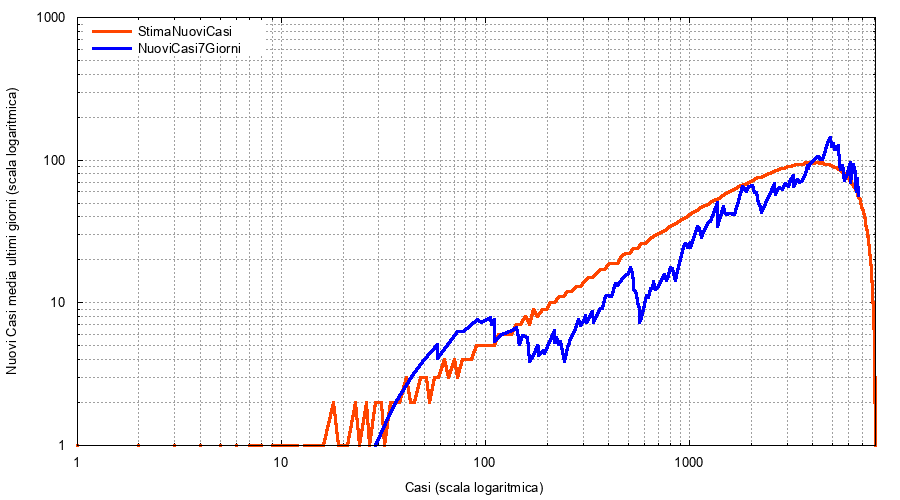 1000
StimaNuoviCasi
NuoviCasi7Giorni
100
10
1
Nuovi Casi media ultimi giorni (scala logaritmica)
1 10 100 1000
Casi (scala logaritmica)